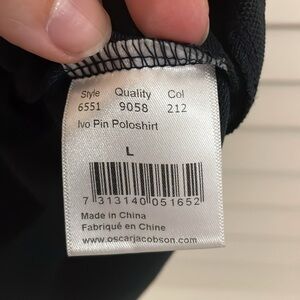 Style Quality Col
6551 9058 212
Ivo Pin Poloshirt
L
7 313140 051652
Made in China
Fabriqué en Chine
www.oscarjacobson.com